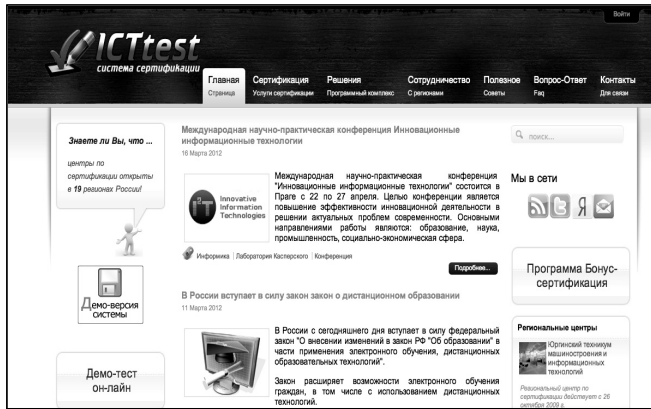 Войти
ICTtest
система сертификации
Главная
Страница
Сертификация
Услуги сертификации
Решения
Программный комплекс
Сотрудничество
С регионами
Полезное
Советы
Вопрос-Ответ
Faq
Контакты
Для связи
Знаете ли Вы, что ...
центры по
сертификации открыты
в 19 регионах России!
Демо-версия
системы
Демо-тест
он-лайн
Международная научно-практическая конференция Инновационные
информационные технологии
16 Марта 2012
I2T
Innovative
Information
Technologies
Международная научно-практическая конференция
"Инновационные информационные технологии" состоится в
Праге с 22 по 27 апреля. Целью конференции является
повышение эффективности инновационной деятельности в
решении актуальных проблем современности. Основными
направлениями работы являются: образование, наука,
промышленность, социально-экономическая сфера.
Информика | Лаборатория Касперского | Конференция
Подробнее...
В России вступает в силу закон закон о дистанционном образовании
11 Марта 2012
В России с сегодняшнего дня вступает в силу федеральный
закон "О внесении изменений в закон РФ "Об образовании" в
части применения электронного обучения, дистанционных
образовательных технологий".
Закон расширяет возможности электронного обучения
граждан, в том числе с использованием дистанционных
технологий.
поиск...
Мы в сети
Я
Программа Бонус-
сертификация
Региональные центры
Юргинский техникум
машиностроения и
информационных
технологий
Региональный центр по
сертификации действует с 26
октября 2009 г.